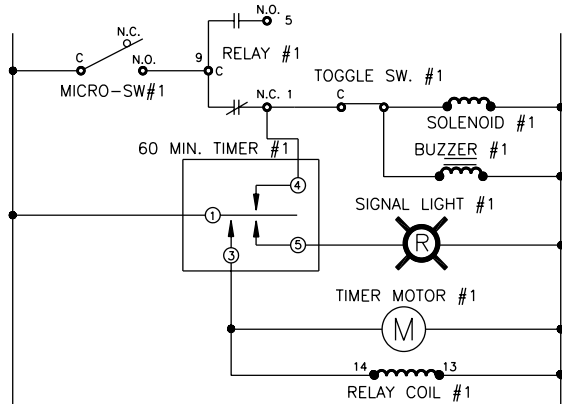 N.O. 5
N.C.
C
N.O.
9
C
RELAY #1
MICRO-SW#1
TOGGLE SW. #1
N.C. 1
C
SOLENOID #1
60 MIN. TIMER #1
BUZZER #1
4
SIGNAL LIGHT #1
1
3
5
R
TIMER MOTOR #1
M
14
13
RELAY COIL #1